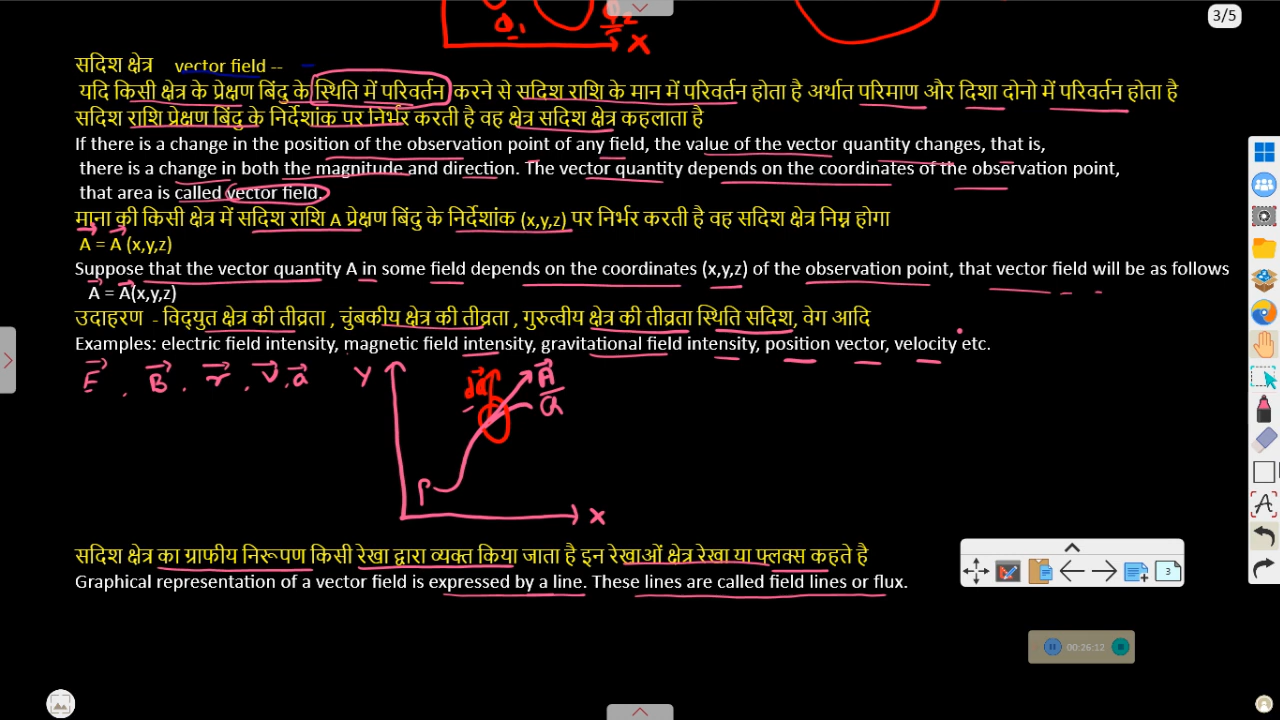 Q₁ Q₂ X
3/5
सदिश क्षेत्र vector field --
यदि किसी क्षेत्र के प्रेक्षण बिंदु के स्थिति में परिवर्तन करने से सदिश राशि के मान में परिवर्तन होता है अर्थात परिमाण और दिशा दोनो में परिवर्तन होता है
सदिश राशि प्रेक्षण बिंदु के निर्देशांक पर निर्भर करती है वह क्षेत्र सदिश क्षेत्र कहलाता है
If there is a change in the position of the observation point of any field, the value of the vector quantity changes, that is,
there is a change in both the magnitude and direction. The vector quantity depends on the coordinates of the observation point,
that area is called vector field.
माना की किसी क्षेत्र में सदिश राशि A प्रेक्षण बिंदु के निर्देशांक (x,y,z) पर निर्भर करती है वह सदिश क्षेत्र निम्न होगा
A = A (x,y,z)
Suppose that the vector quantity A in some field depends on the coordinates (x,y,z) of the observation point, that vector field will be as follows
A = A(x,y,z)
उदाहरण - विद्युत क्षेत्र की तीव्रता , चुंबकीय क्षेत्र की तीव्रता , गुरुत्वीय क्षेत्र की तीव्रता स्थिति सदिश, वेग आदि
Examples: electric field intensity, magnetic field intensity, gravitational field intensity, position vector, velocity etc.
E⃗ , B⃗ , r⃗ , v⃗ , a⃗ Y A⃗
Q
P
X
सदिश क्षेत्र का ग्राफीय निरूपण किसी रेखा द्वारा व्यक्त किया जाता है इन रेखाओं क्षेत्र रेखा या फ्लक्स कहते है
Graphical representation of a vector field is expressed by a line. These lines are called field lines or flux.
3
00:26:12